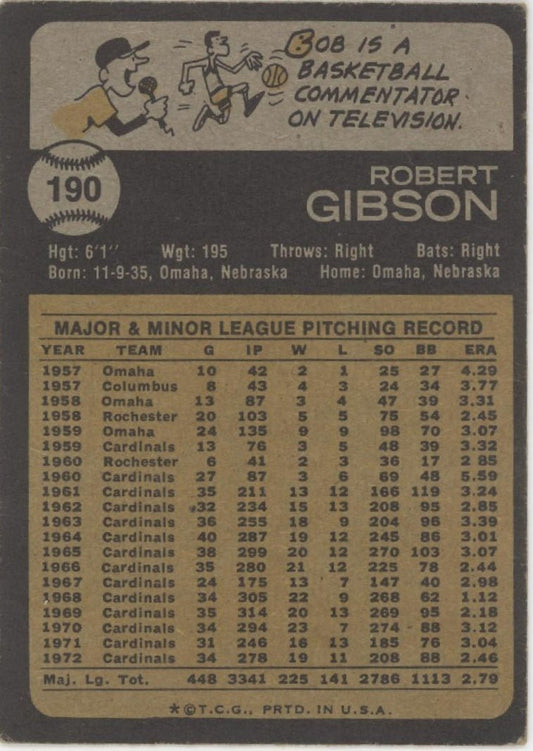 BOB IS A
BASKETBALL
COMMENTATOR
ON TELEVISION.
190
ROBERT
GIBSON
Hgt: 6'1" Wgt: 195 Throws: Right Bats: Right
Born: 11-9-35, Omaha, Nebraska Home: Omaha, Nebraska
MAJOR & MINOR LEAGUE PITCHING RECORD
YEAR TEAM G IP W L SO BB ERA
1957 Omaha 10 42 2 1 25 27 4.29
1957 Columbus 8 43 4 3 24 34 3.77
1958 Omaha 13 87 3 4 47 39 3.31
1958 Rochester 20 103 5 5 75 54 2.45
1959 Omaha 24 135 9 9 98 70 3.07
1959 Cardinals 13 76 3 5 48 39 3.32
1960 Rochester 6 41 2 3 36 17 2 85
1960 Cardinals 27 87 3 6 69 48 5.59
1961 Cardinals 35 211 13 12 166 119 3.24
1962 Cardinals 32 234 15 13 208 95 2.85
1963 Cardinals 36 255 18 9 204 96 3.39
1964 Cardinals 40 287 19 12 245 86 3.01
1965 Cardinals 38 299 20 12 270 103 3.07
1966 Cardinals 35 280 21 12 225 78 2.44
1967 Cardinals 24 175 13 7 147 40 2.98
1968 Cardinals 34 305 22 9 268 62 1.12
1969 Cardinals 35 314 20 13 269 95 2.18
1970 Cardinals 34 294 23 7 274 88 3.12
1971 Cardinals 31 246 16 13 185 76 3.04
1972 Cardinals 34 278 19 11 208 88 2.46
Maj. Lg. Tot. 448 3341 225 141 2786 1113 2.79
*©T.C.G., PRTD. IN U.S.A.